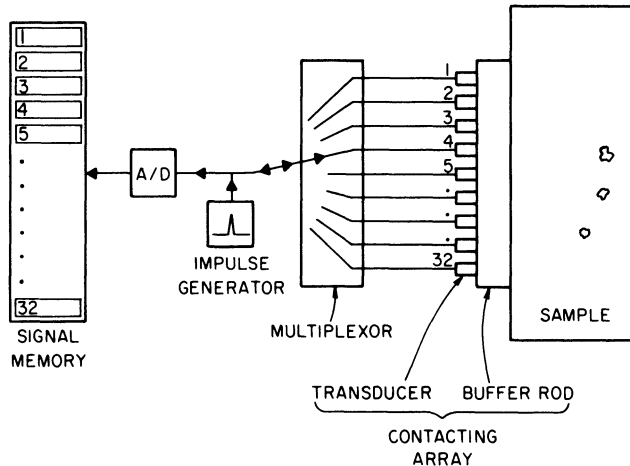 1
2
3
4
5
.
.
.
.
.
.
32
SIGNAL
MEMORY
A/D
IMPULSE
GENERATOR
MULTIPLEXOR
1
2
3
4
5
.
.
.
32
SAMPLE
TRANSDUCER
BUFFER ROD
CONTACTING
ARRAY